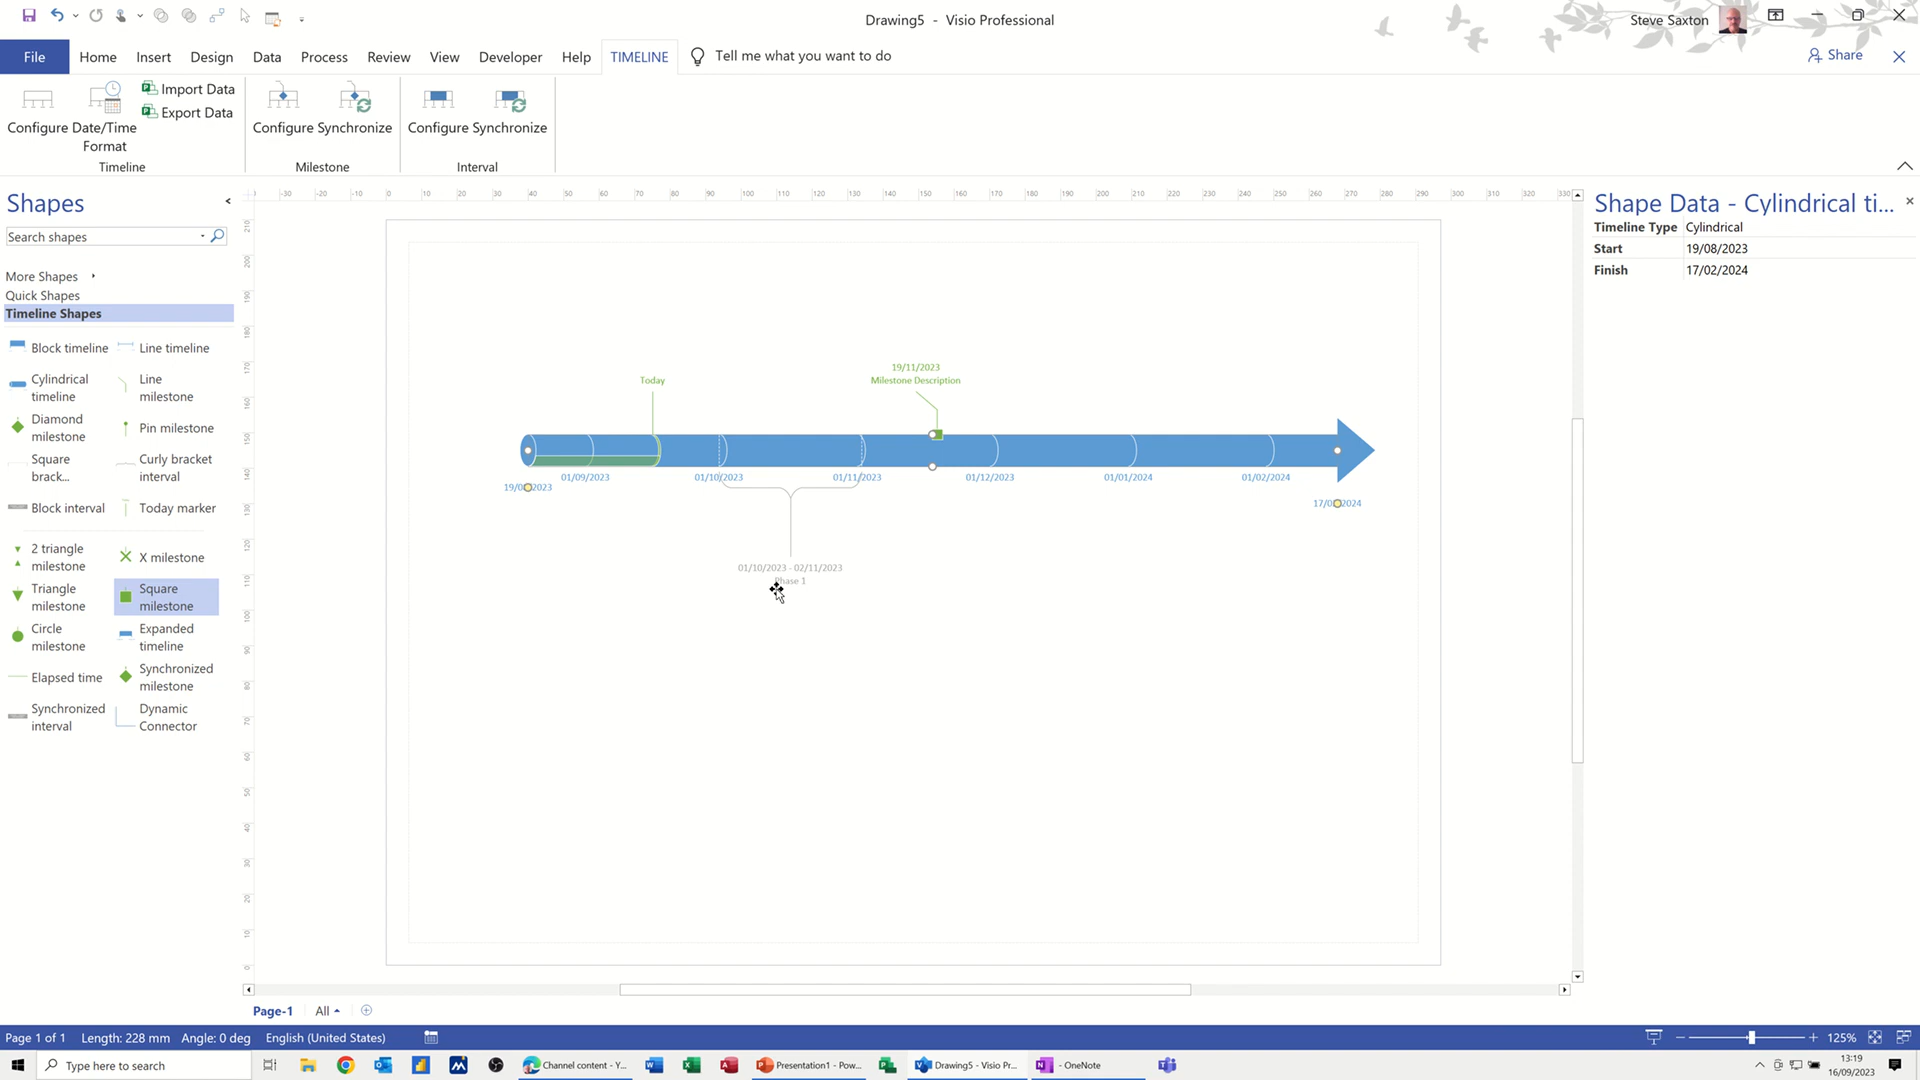 Drawing5 - Visio Professional
Steve Saxton
File
Home
Insert
Design
Data
Process
Review
View
Developer
Help
TIMELINE
Tell me what you want to do
Share
Configure
Date/Time
Format
Import Data
Export Data
Timeline
Configure
Synchronize
Milestone
Configure
Synchronize
Interval
Shapes
Search shapes
More Shapes
Quick Shapes
Timeline Shapes
Block timeline
Line timeline
Cylindrical
timeline
Line
milestone
Diamond
milestone
Pin milestone
Square
brack...
Curly bracket
interval
Block interval
Today marker
2 triangle
milestone
X milestone
Triangle
milestone
Square
milestone
Circle
milestone
Expanded
timeline
Elapsed time
Synchronized
milestone
Synchronized
interval
Dynamic
Connector
19/11/2023
Milestone Description
Today
01/09/2023
01/10/2023
01/11/2023
01/12/2023
01/01/2024
01/02/2024
01/10/2023 - 02/11/2023
Phase 1
Shape Data - Cylindrical ti...
Timeline Type Cylindrical
Start 19/08/2023
Finish 17/02/2024
Page-1
All
Page 1 of 1
Length: 228 mm
Angle: 0 deg
English (United States)
125%
Type here to search
Channel content - Y...
Presentation1 - Pow...
Drawing5 - Visio Pr...
- OneNote
13:19
16/09/2023